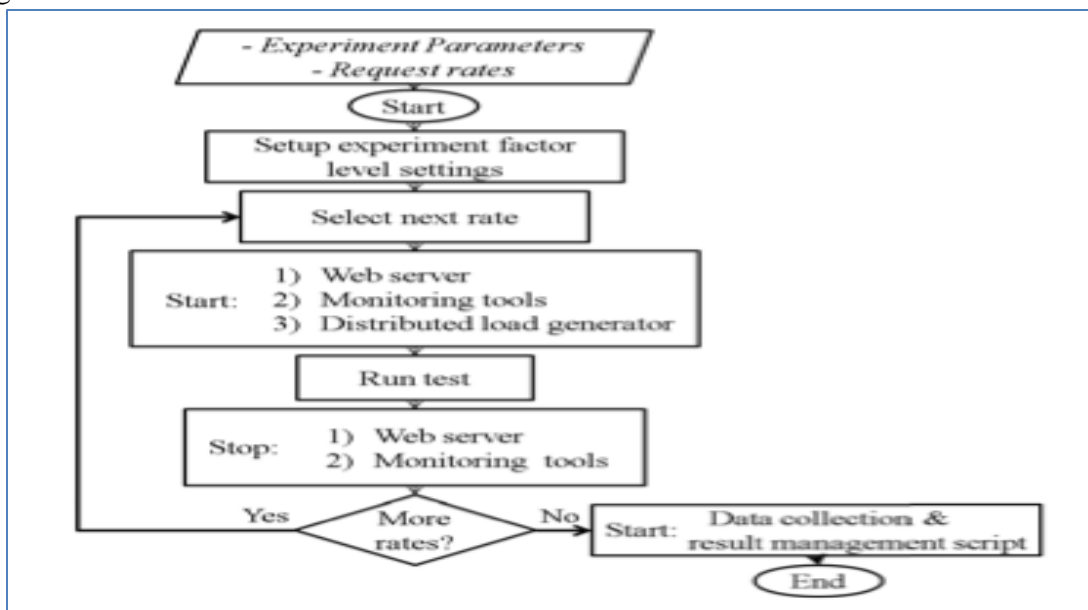 - Experiment Parameters
- Request rates
Start
Setup experiment factor
level settings
Select next rate
1) Web server
Start: 2) Monitoring tools
3) Distributed load generator
Run test
Stop: 1) Web server
2) Monitoring tools
Yes
More
rates?
No
Start: Data collection &
result management script
End